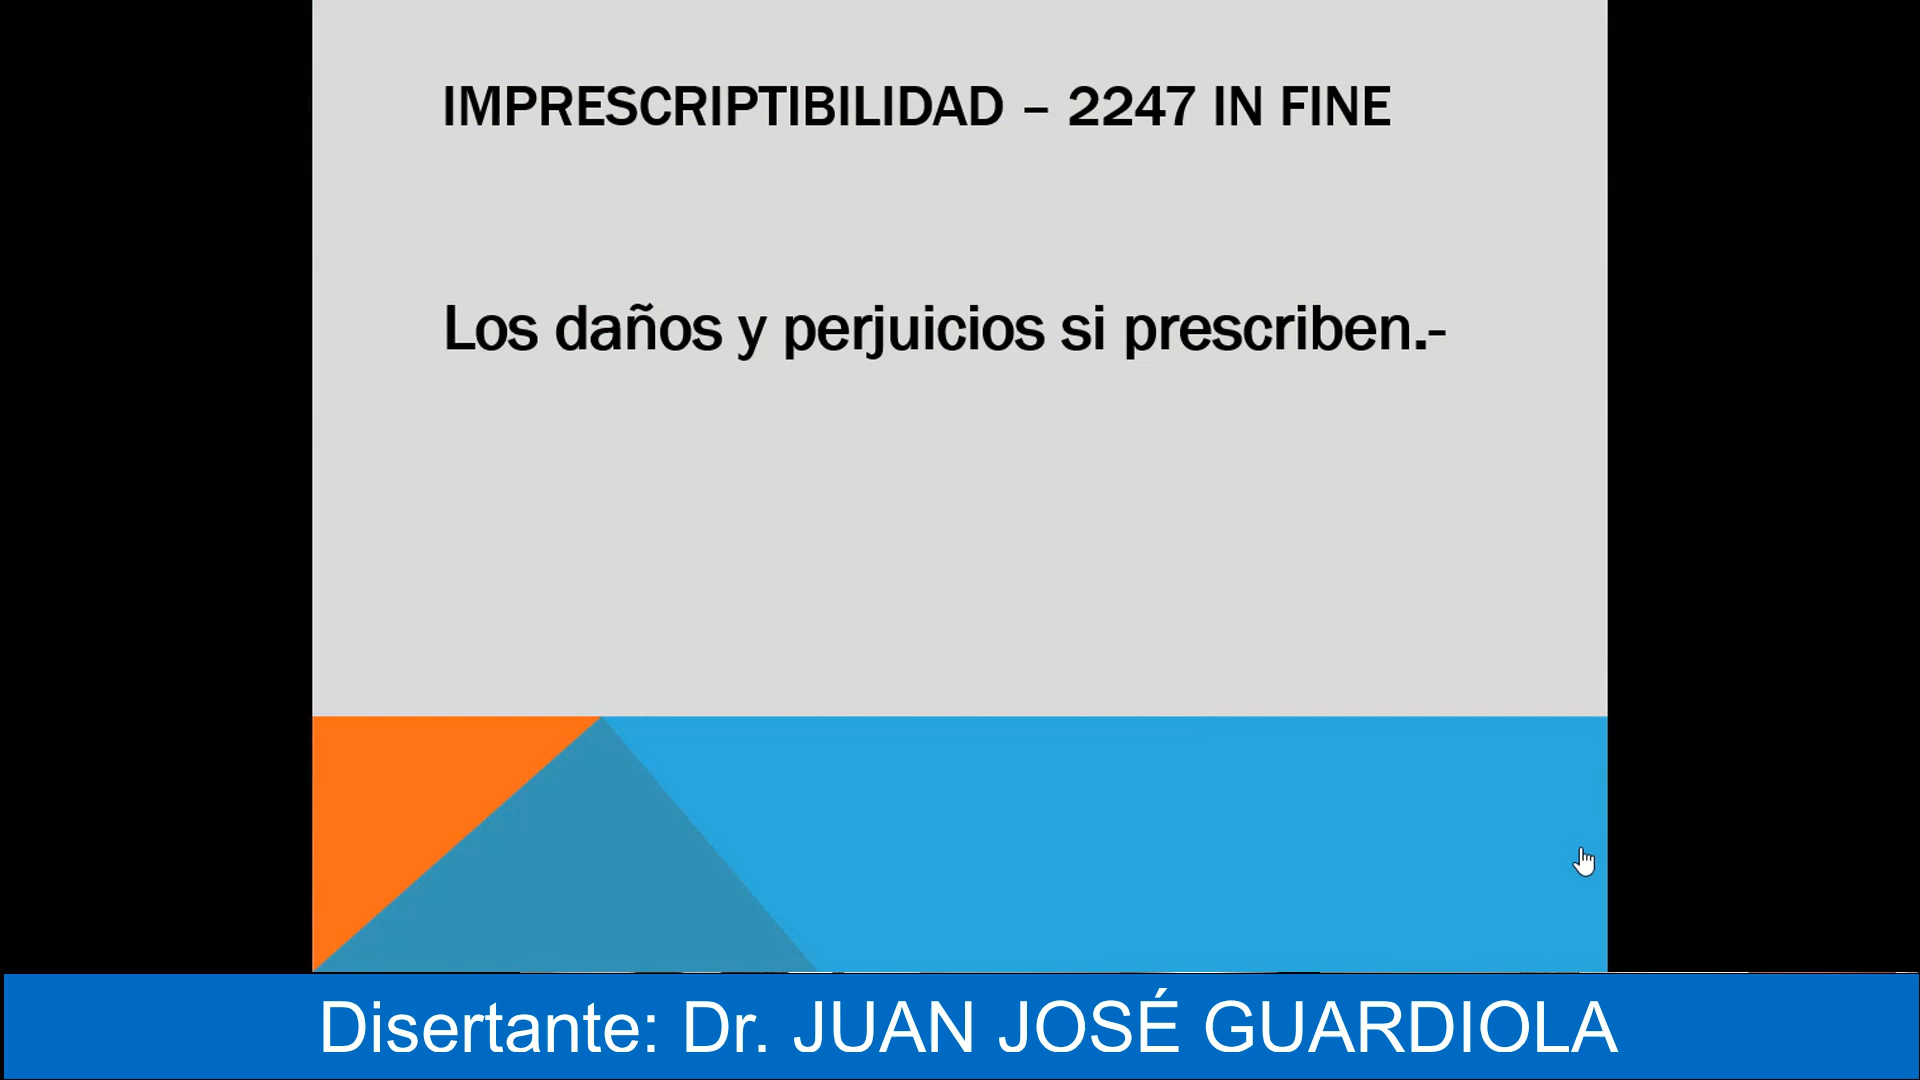 IMPRESCRIPTIBILIDAD – 2247 IN FINE
Los daños y perjuicios si prescriben.-
Disertante: Dr. JUAN JOSÉ GUARDIOLA